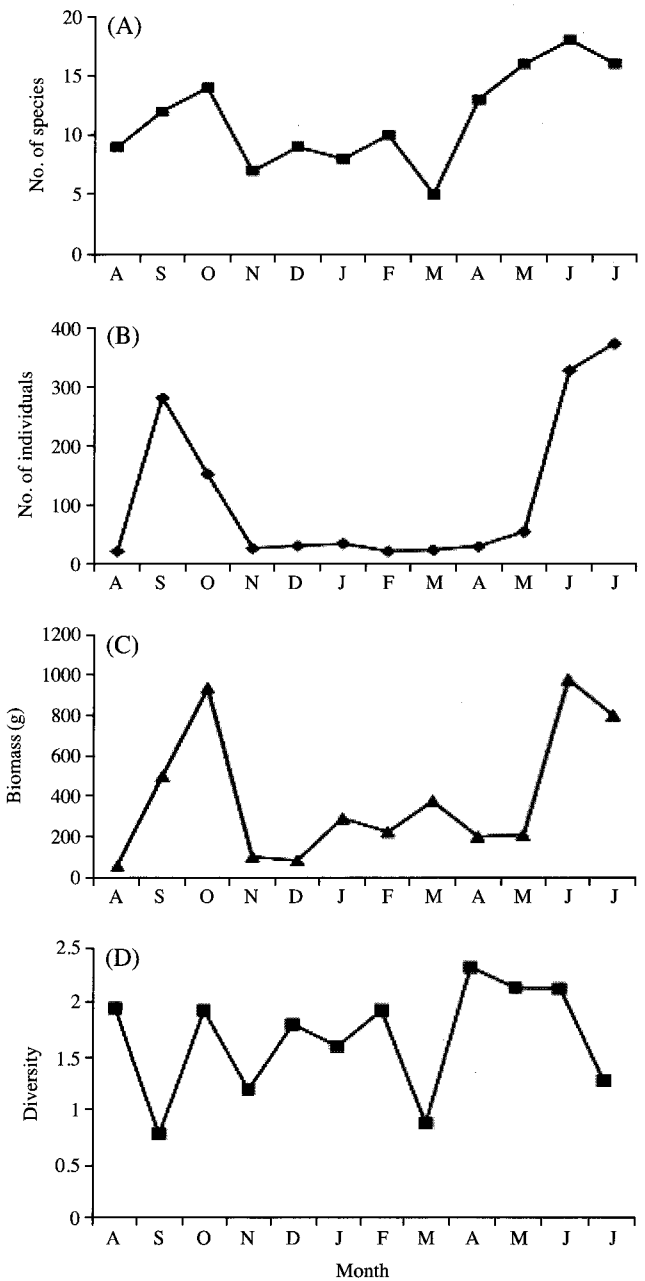 (A)
No. of species
20
15
10
5
0
A S O N D J F M A M J J
(B)
No. of individuals
400
300
200
100
0
A S O N D J F M A M J J
(C)
Biomass (g)
1200
1000
800
600
400
200
0
A S O N D J F M A M J J
(D)
Diversity
2.5
2
1.5
1
0.5
0
A S O N D J F M A M J J
Month